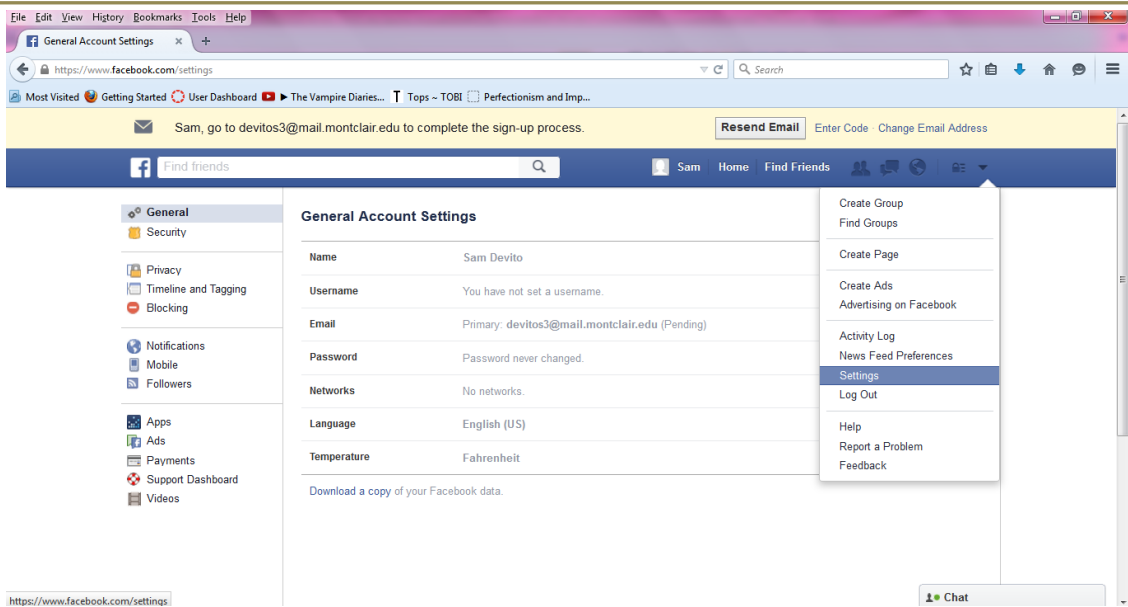 File Edit View History Bookmarks Tools Help
General Account Settings × +
https://www.facebook.com/settings Search
Most Visited Getting Started User Dashboard ▶ The Vampire Diaries... T Tops ~ TOBI Perfectionism and Imp...
Sam, go to devitos3@mail.montclair.edu to complete the sign-up process. Resend Email Enter Code · Change Email Address
f Find friends Sam Home Find Friends
General
Security
Privacy
Timeline and Tagging
Blocking
Notifications
Mobile
Followers
Apps
Ads
Payments
Support Dashboard
Videos
General Account Settings
Name Sam Devito
Username You have not set a username.
Email Primary: devitos3@mail.montclair.edu (Pending)
Password Password never changed.
Networks No networks.
Language English (US)
Temperature Fahrenheit
Download a copy of your Facebook data.
Create Group
Find Groups
Create Page
Create Ads
Advertising on Facebook
Activity Log
News Feed Preferences
Settings
Log Out
Help
Report a Problem
Feedback
https://www.facebook.com/settings
Chat